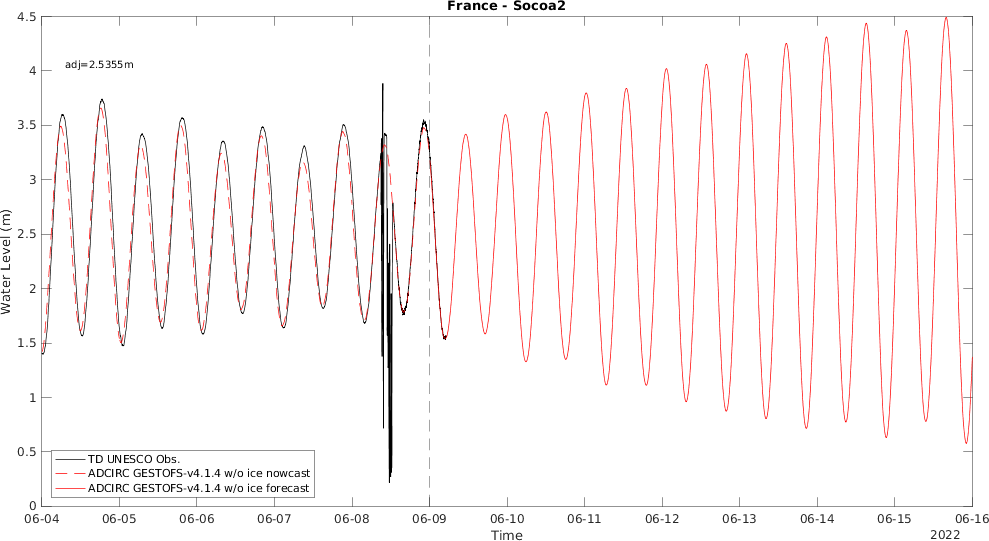 France - Socoa2
adj=2.5355m
4.5
4
3.5
3
2.5
2
1.5
1
0.5
0
Water Level (m)
TD UNESCO Obs.
ADCIRC GESTOFS-v4.1.4 w/o ice nowcast
ADCIRC GESTOFS-v4.1.4 w/o ice forecast
06-04 06-05 06-06 06-07 06-08 06-09 06-10 06-11 06-12 06-13 06-14 06-15 06-16
Time
2022